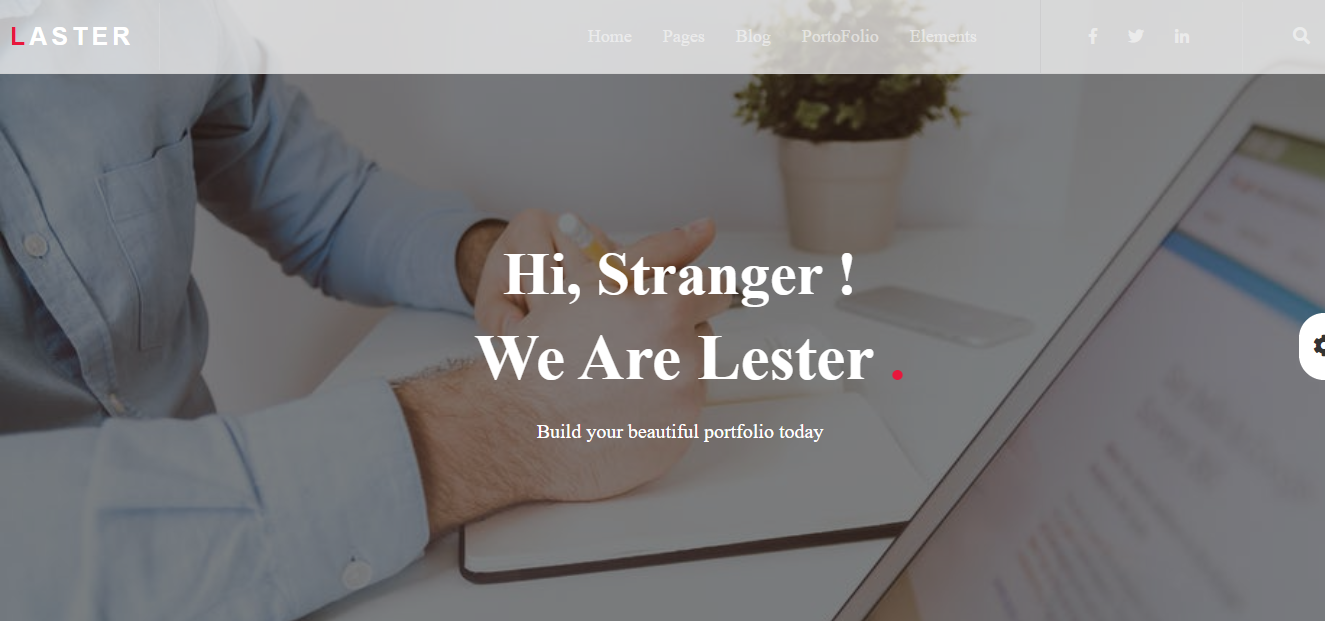 LASTER
Home Pages Blog PortoFolio Elements
Hi, Stranger !
We Are Lester .
Build your beautiful portfolio today